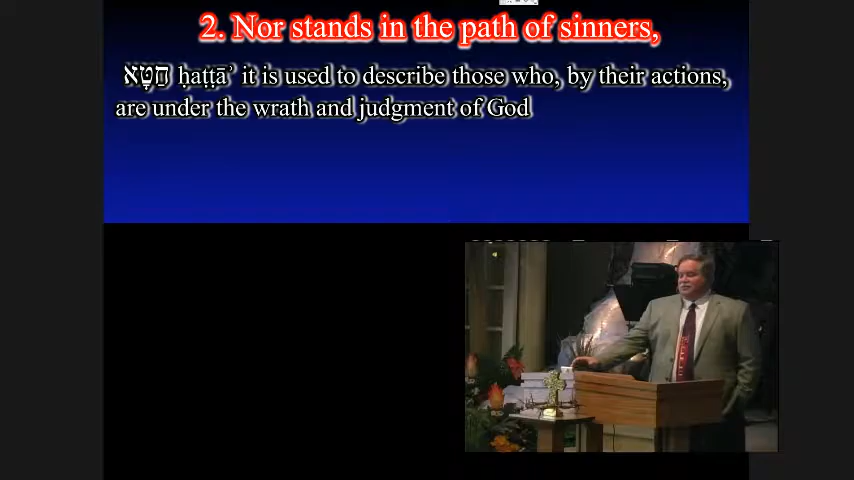 2. Nor stands in the path of sinners,
חַטָּא ḥaṭṭāʾ it is used to describe those who, by their actions,
are under the wrath and judgment of God